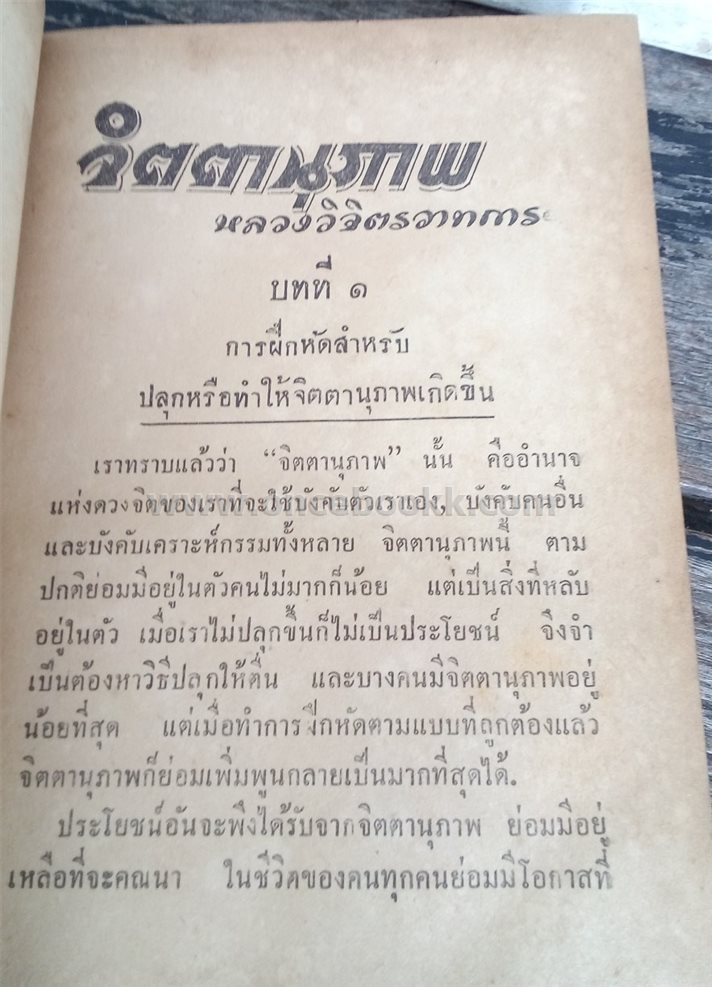 จิตตานุภาพ
หลวงวิจิตรวาทการ
บทที่ ๑
การฝึกหัดสำหรับ
ปลุกหรือทำให้จิตตานุภาพเกิดขึ้น
เราทราบแล้วว่า “จิตตานุภาพ” นั้น คืออำนาจ
แห่งดวงจิตของเราที่จะใช้บังคับตัวเราเอง, บังคับคนอื่น
และบังคับเคราะห์กรรมทั้งหลาย จิตตานุภาพนี้ ตาม
ปกติย่อมมีอยู่ในตัวคนไม่มากก็น้อย แต่เป็นสิ่งที่หลับ
อยู่ในตัว เมื่อเราไม่ปลุกขึ้นก็ไม่เป็นประโยชน์ จึงจำ
เป็นต้องหาวิธีปลุกให้ตื่น และบางคนมีจิตตานุภาพอยู่
น้อยที่สุด แต่เมื่อทำการฝึกหัดตามแบบที่ถูกต้องแล้ว
จิตตานุภาพก็ย่อมเพิ่มพูนกลายเป็นมากที่สุดได้.
ประโยชน์อันจะพึงได้รับจากจิตตานุภาพ ย่อมมีอยู่
เหลือที่จะคณนา ในชีวิตของคนทุกคนย่อมมีโอกาสที่